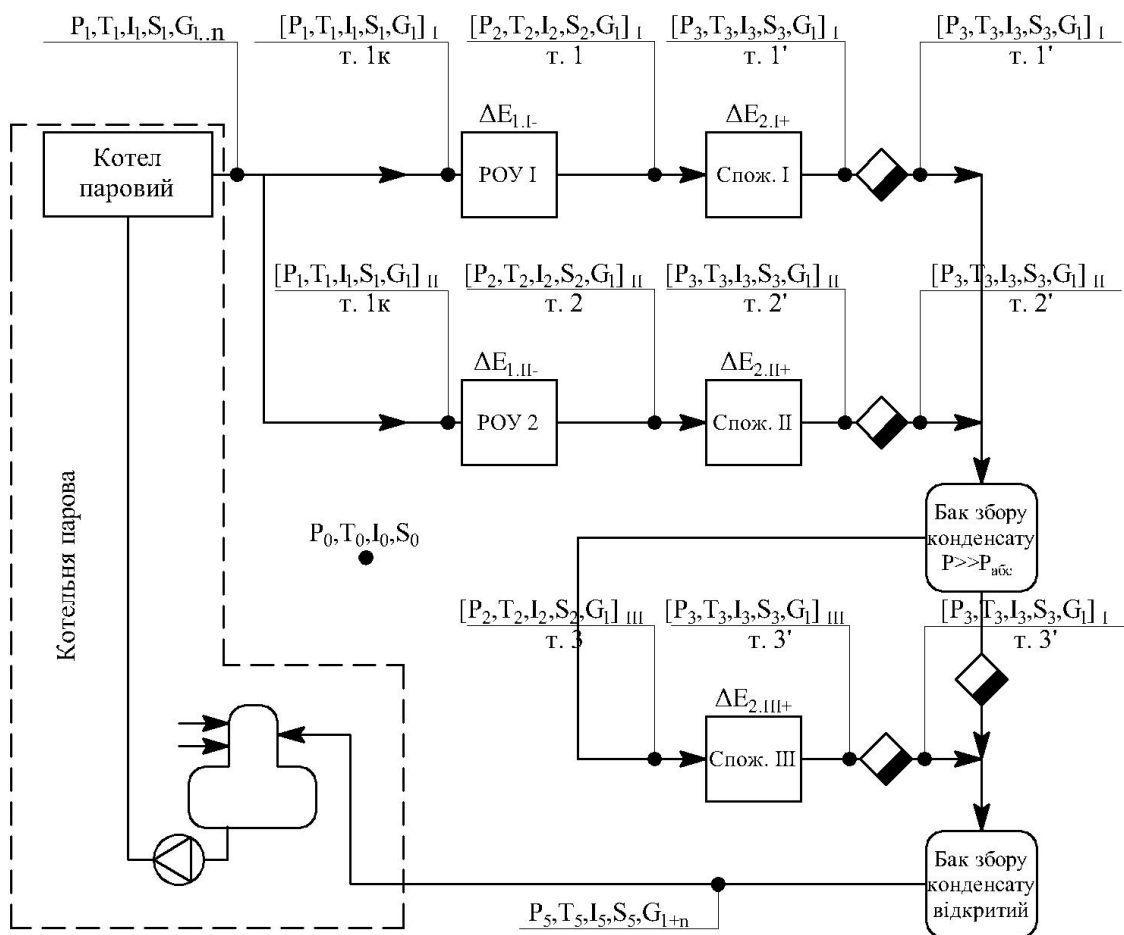 P₁,T₁,I₁,S₁,G₁..n
[P₁,T₁,I₁,S₁,G₁] I
т. 1к
[P₂,T₂,I₂,S₂,G₁] I
т. 1
[P₃,T₃,I₃,S₃,G₁] I
т. 1'
[P₃,T₃,I₃,S₃,G₁] I
т. 1'
Котел
паровий
ΔE1.I-
РОУ I
ΔE2.I+
Спож. I
[P₁,T₁,I₁,S₁,G₁] II
т. 1к
[P₂,T₂,I₂,S₂,G₁] II
т. 2
[P₃,T₃,I₃,S₃,G₁] II
т. 2'
[P₃,T₃,I₃,S₃,G₁] II
т. 2'
ΔE1.II-
РОУ 2
ΔE2.II+
Спож. II
Котельня парова
P₀,T₀,I₀,S₀
Бак збору
конденсату
P>>Pабс
[P₂,T₂,I₂,S₂,G₁] III
т. 3
[P₃,T₃,I₃,S₃,G₁] III
т. 3'
[P₃,T₃,I₃,S₃,G₁] I
т. 3'
ΔE2.III+
Спож. III
Бак збору
конденсату
відкритий
P₅,T₅,I₅,S₅,G₁+n